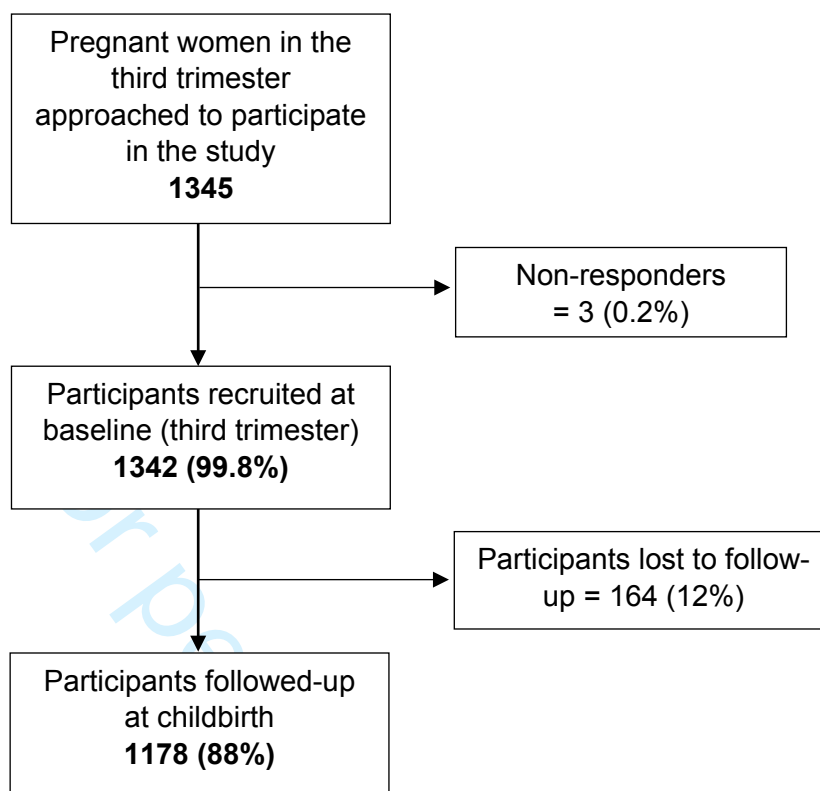 Pregnant women in the
third trimester
approached to participate
in the study
1345
Non-responders
= 3 (0.2%)
Participants recruited at
baseline (third trimester)
1342 (99.8%)
Participants lost to follow-
up = 164 (12%)
Participants followed-up
at childbirth
1178 (88%)